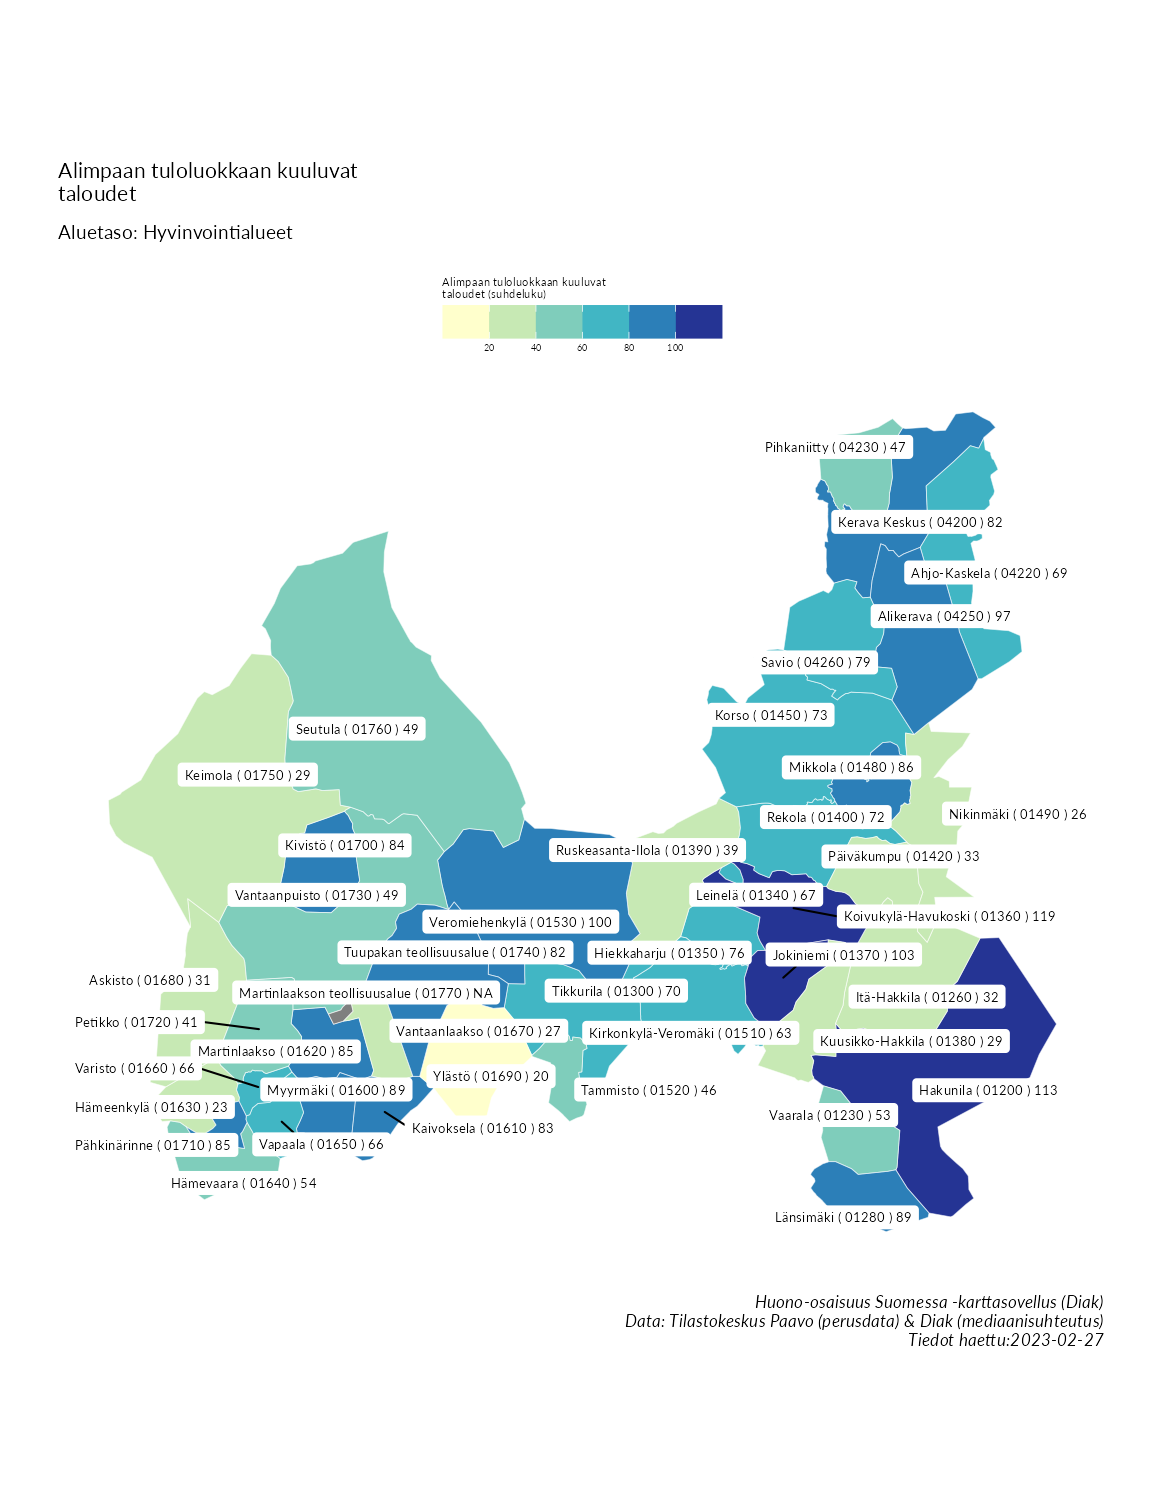 Alimpaan tuloluokkaan kuuluvat
taloudet
Aluetaso: Hyvinvointialueet
Alimpaan tuloluokkaan kuuluvat
taloudet (suhdeluku)
20 40 60 80 100
Pihkaniitty ( 04230 ) 47
Kerava Keskus ( 04200 ) 82
Ahjo-Kaskela ( 04220 ) 69
Alikerava ( 04250 ) 97
Savio ( 04260 ) 79
Korso ( 01450 ) 73
Seutula ( 01760 ) 49
Mikkola ( 01480 ) 86
Keimola ( 01750 ) 29
Nikinmäki ( 01490 ) 26
Rekola ( 01400 ) 72
Kivistö ( 01700 ) 84
Ruskeasanta-Ilola ( 01390 ) 39
Päiväkumpu ( 01420 ) 33
Vantaanpuisto ( 01730 ) 49
Leinelä ( 01340 ) 67
Koivukylä-Havukoski ( 01360 ) 119
Veromiehenkylä ( 01530 ) 100
Tuupakan teollisuusalue ( 01740 ) 82
Hiekkaharju ( 01350 ) 76
Jokiniemi ( 01370 ) 103
Askisto ( 01680 ) 31
Martinlaakson teollisuusalue ( 01770 ) NA
Tikkurila ( 01300 ) 70
Itä-Hakkila ( 01260 ) 32
Petikko ( 01720 ) 41
Vantaanlaakso ( 01670 ) 27
Kirkonkylä-Veromäki ( 01510 ) 63
Kuusikko-Hakkila ( 01380 ) 29
Martinlaakso ( 01620 ) 85
Varisto ( 01660 ) 66
Ylästö ( 01690 ) 20
Myyrmäki ( 01600 ) 89
Tammisto ( 01520 ) 46
Hakunila ( 01200 ) 113
Hämeenkylä ( 01630 ) 23
Vaarala ( 01230 ) 53
Kaivoksela ( 01610 ) 83
Pähkinärinne ( 01710 ) 85
Vapaala ( 01650 ) 66
Hämevaara ( 01640 ) 54
Länsimäki ( 01280 ) 89
Huono-osaisuus Suomessa -karttasovellus (Diak)
Data: Tilastokeskus Paavo (perusdata) & Diak (mediaanisuhteutus)
Tiedot haettu:2023-02-27